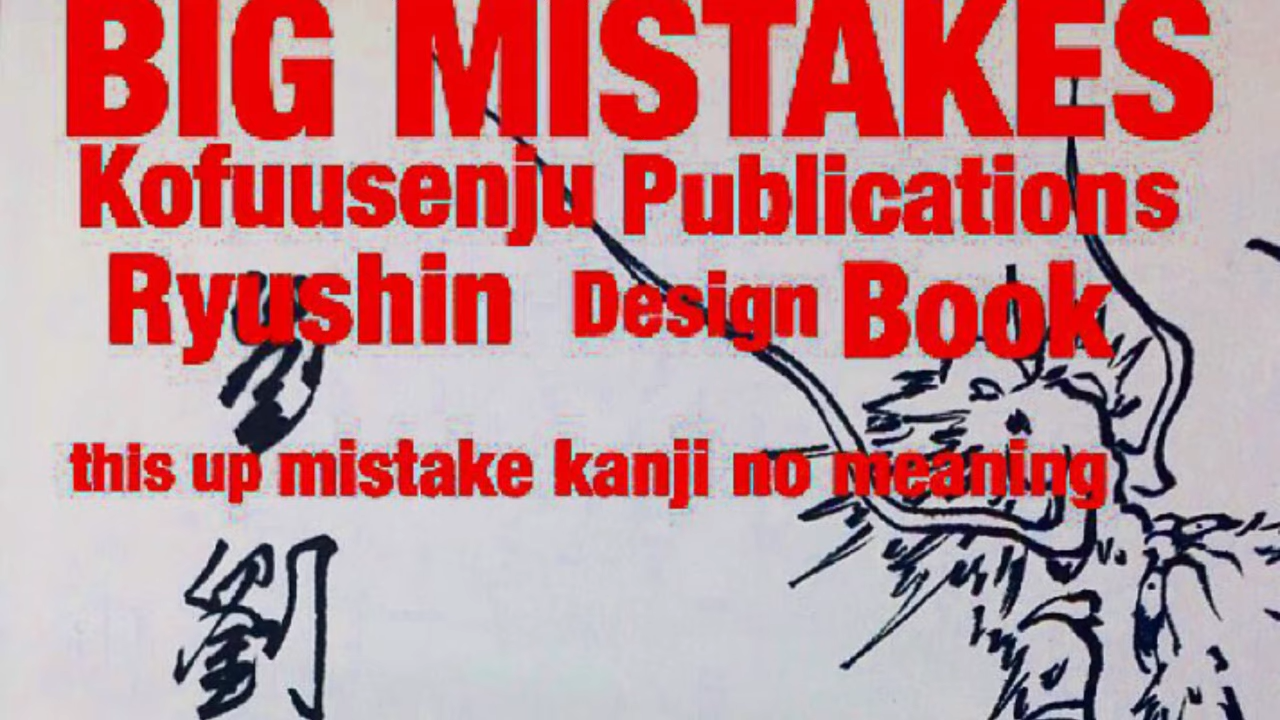 BIG MISTAKES
Kofuusenju Publications
Ryushin Design Book
this up mistake kanji no meaning
劉